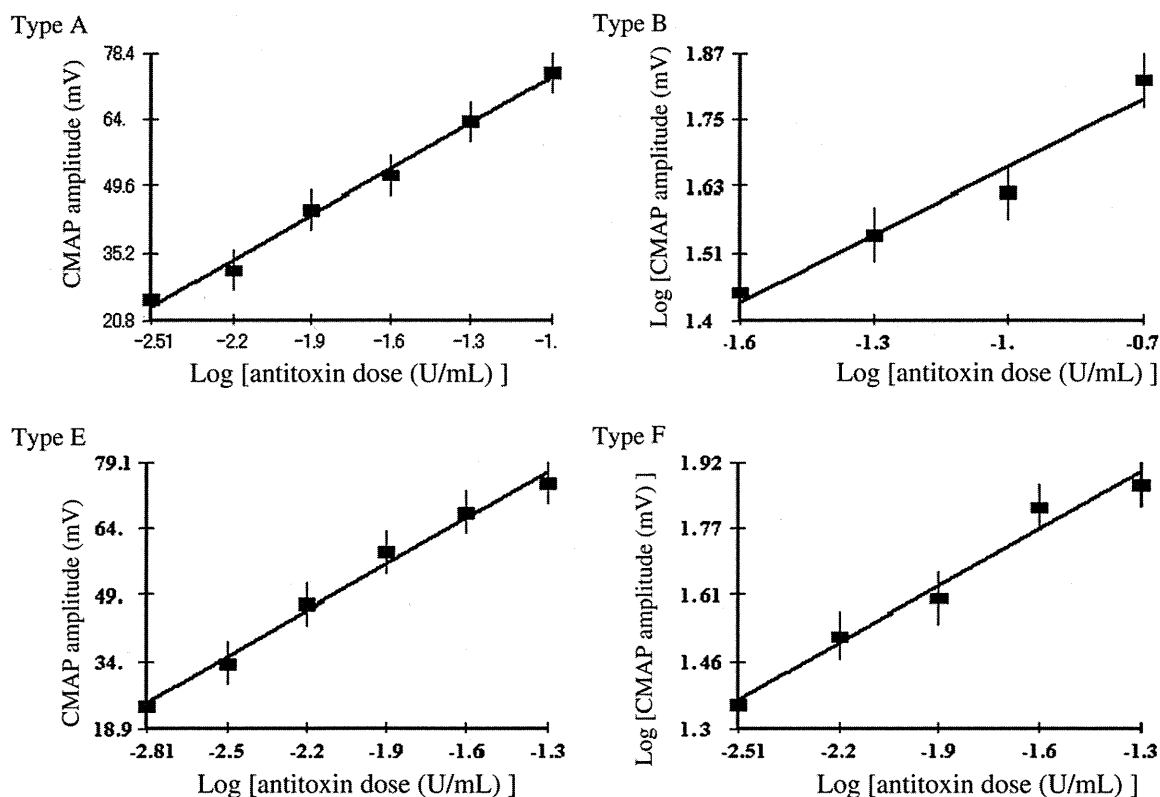 Type A
CMAP amplitude (mV)
78.4
64.
49.6
35.2
20.8
−2.51 −2.2 −1.9 −1.6 −1.3 −1.
Log [antitoxin dose (U/mL) ]
Type B
Log [CMAP amplitude (mV)]
1.87
1.75
1.63
1.51
1.4
-1.6 -1.3 -1. -0.7
Log [antitoxin dose (U/mL) ]
Type E
CMAP amplitude (mV)
79.1
64.
49.
34.
18.9
-2.81 -2.5 -2.2 -1.9 -1.6 -1.3
Log [antitoxin dose (U/mL) ]
Type F
Log [CMAP amplitude (mV) ]
1.92
1.77
1.61
1.46
1.3
-2.51 -2.2 -1.9 -1.6 -1.3
Log [antitoxin dose (U/mL) ]